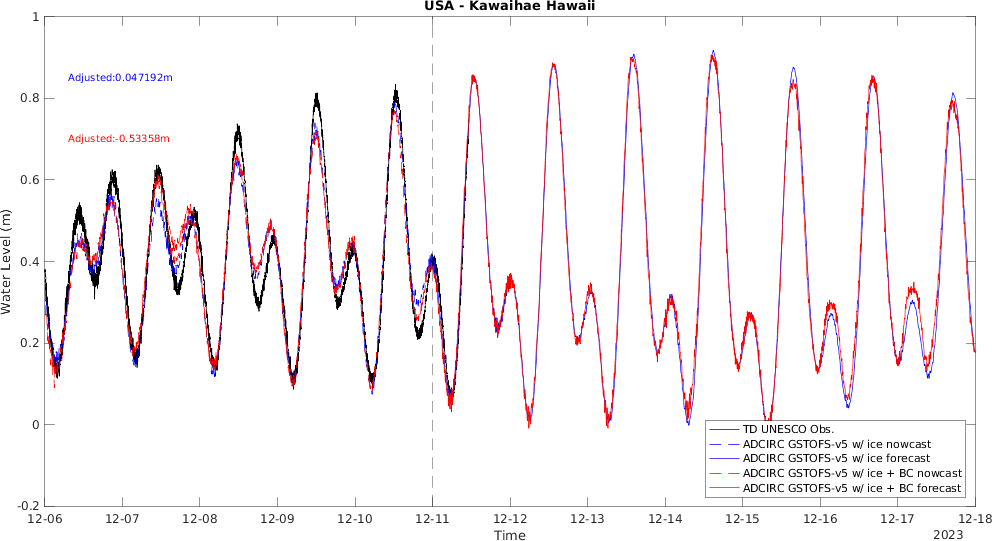 USA - Kawaihae Hawaii
Adjusted:0.047192m
Adjusted:-0.53358m
Water Level (m)
1
0.8
0.6
0.4
0.2
0
-0.2
TD UNESCO Obs.
ADCIRC GSTOFS-v5 w/ ice nowcast
ADCIRC GSTOFS-v5 w/ ice forecast
ADCIRC GSTOFS-v5 w/ ice + BC nowcast
ADCIRC GSTOFS-v5 w/ ice + BC forecast
12-06 12-07 12-08 12-09 12-10 12-11 12-12 12-13 12-14 12-15 12-16 12-17 12-18
Time
2023